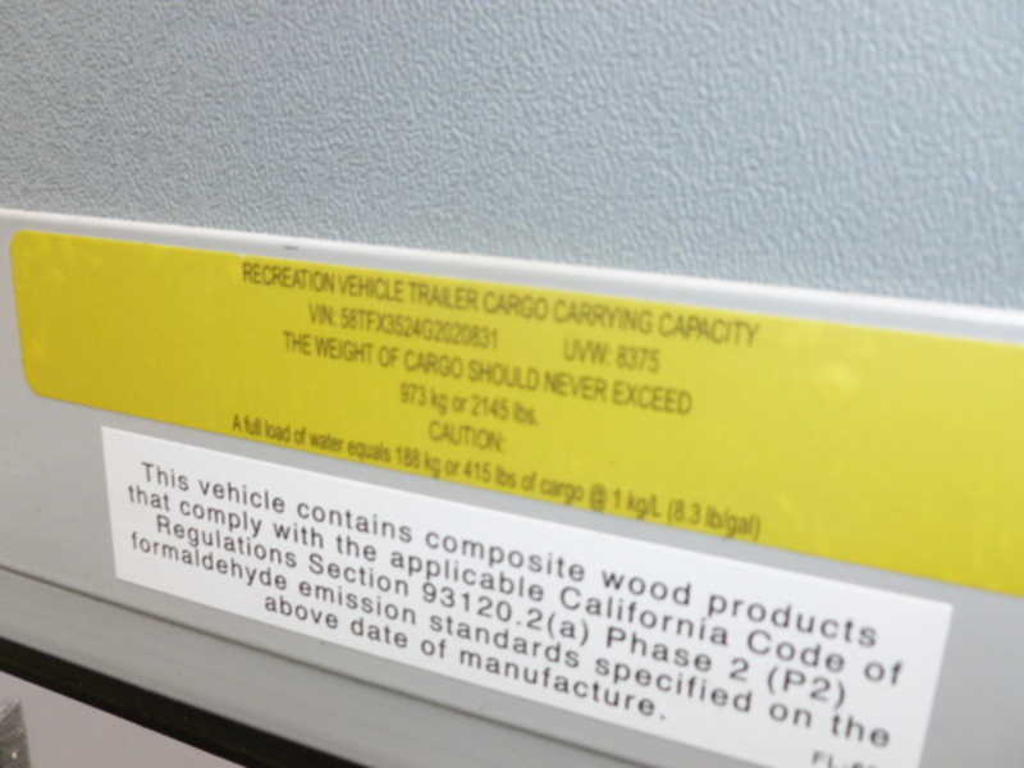 RECREATION VEHICLE TRAILER CARGO CARRYING CAPACITY
VIN: 58TFX3524G2020831 UVW: 8375
THE WEIGHT OF CARGO SHOULD NEVER EXCEED
973 kg or 2145 lbs.
CAUTION:
A full load of water equals 188 kg or 415 lbs of cargo @ 1 kg/L (8.3 lb/gal)
This vehicle contains composite wood products
that comply with the applicable California Code of
Regulations Section 93120.2(a) Phase 2 (P2)
formaldehyde emission standards specified on the
above date of manufacture.